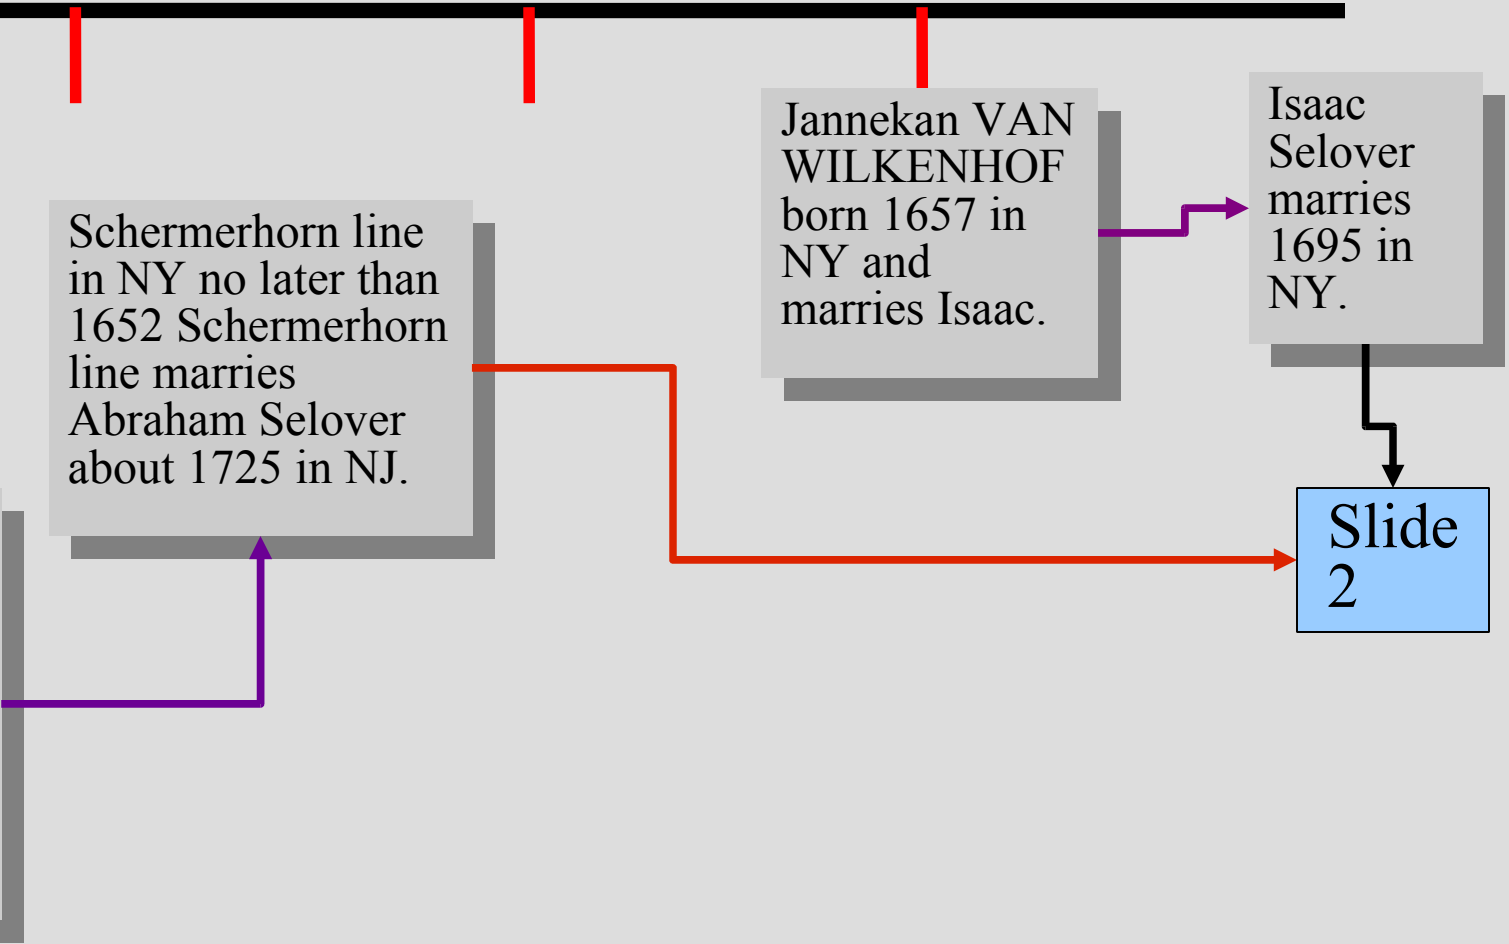 Schermerhorn line
in NY no later than
1652 Schermerhorn
line marries
Abraham Selover
about 1725 in NJ.
Jannekan VAN
WILKENHOF
born 1657 in
NY and
marries Isaac.
Isaac
Selover
marries
1695 in
NY.
Slide
2